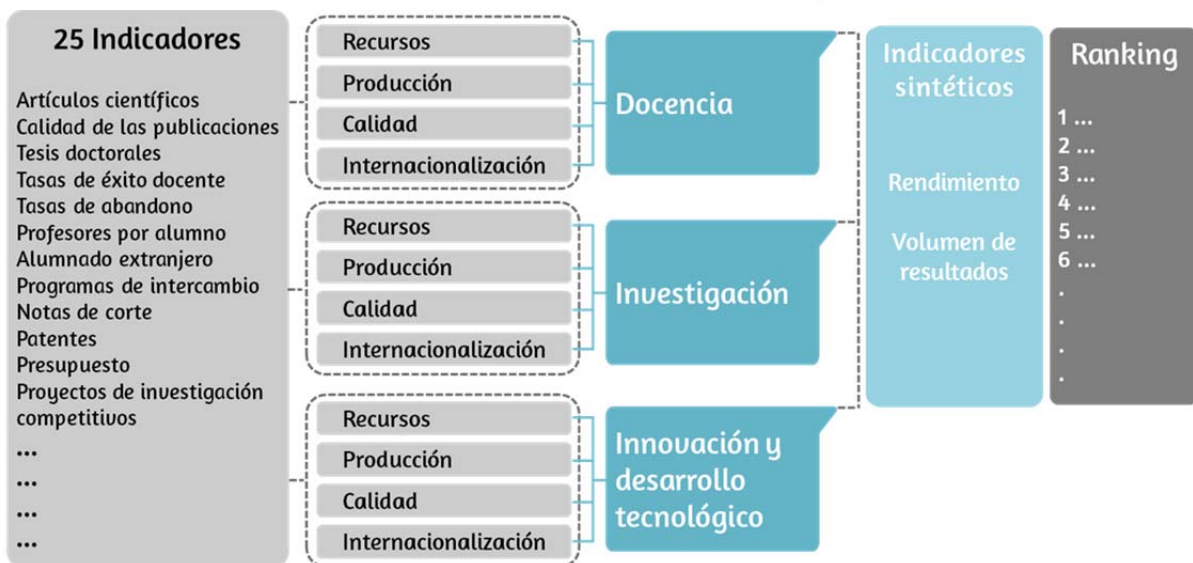 25 Indicadores
Artículos científicos
Calidad de las publicaciones
Tesis doctorales
Tasas de éxito docente
Tasas de abandono
Profesores por alumno
Alumnado extranjero
Programas de intercambio
Notas de corte
Patentes
Presupuesto
Proyectos de investigación
competitivos
...
...
...
...
Recursos
Producción
Calidad
Internacionalización
Docencia
Recursos
Producción
Calidad
Internacionalización
Investigación
Recursos
Producción
Calidad
Internacionalización
Innovación y
desarrollo
tecnológico
Indicadores
sintéticos
Rendimiento
Volumen de
resultados
Ranking
1 ...
2 ...
3 ...
4 ...
5 ...
6 ...
.
.
.
.